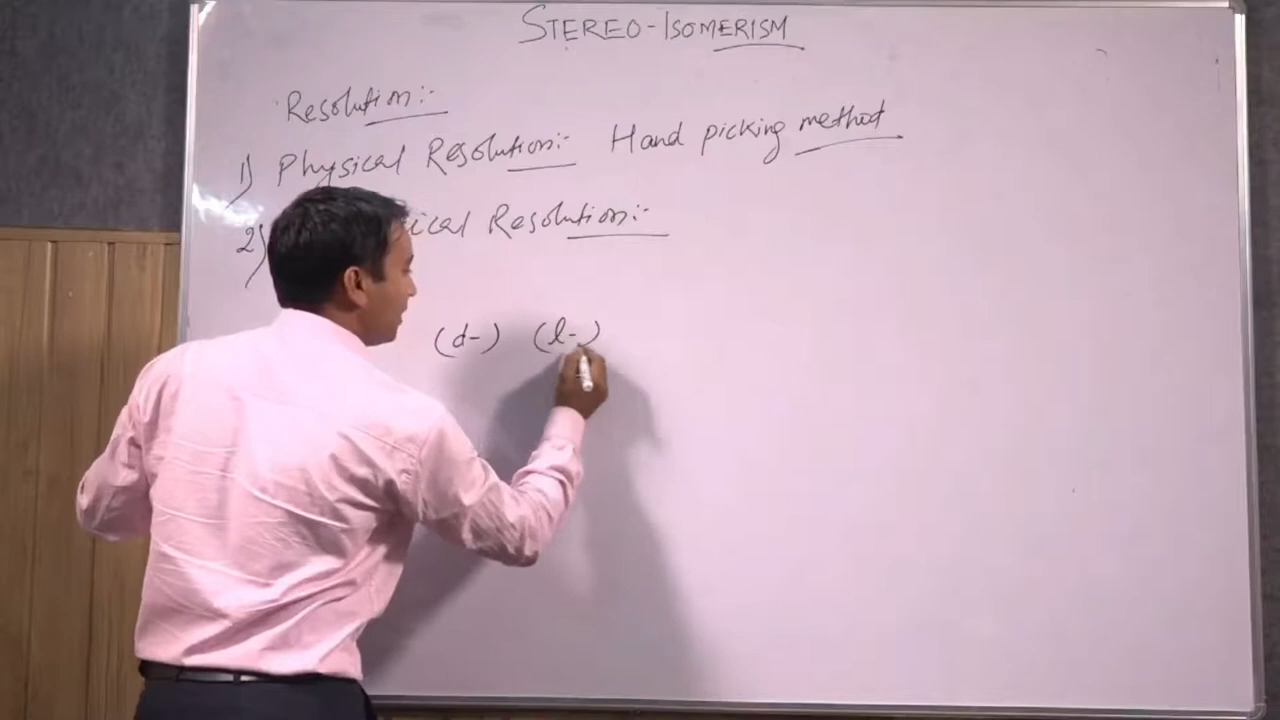 STEREO-ISOMERISM
Resolution:-
1) Physical Resolution:- Hand picking method
2) ical Resolution:-
(d-) (l-)